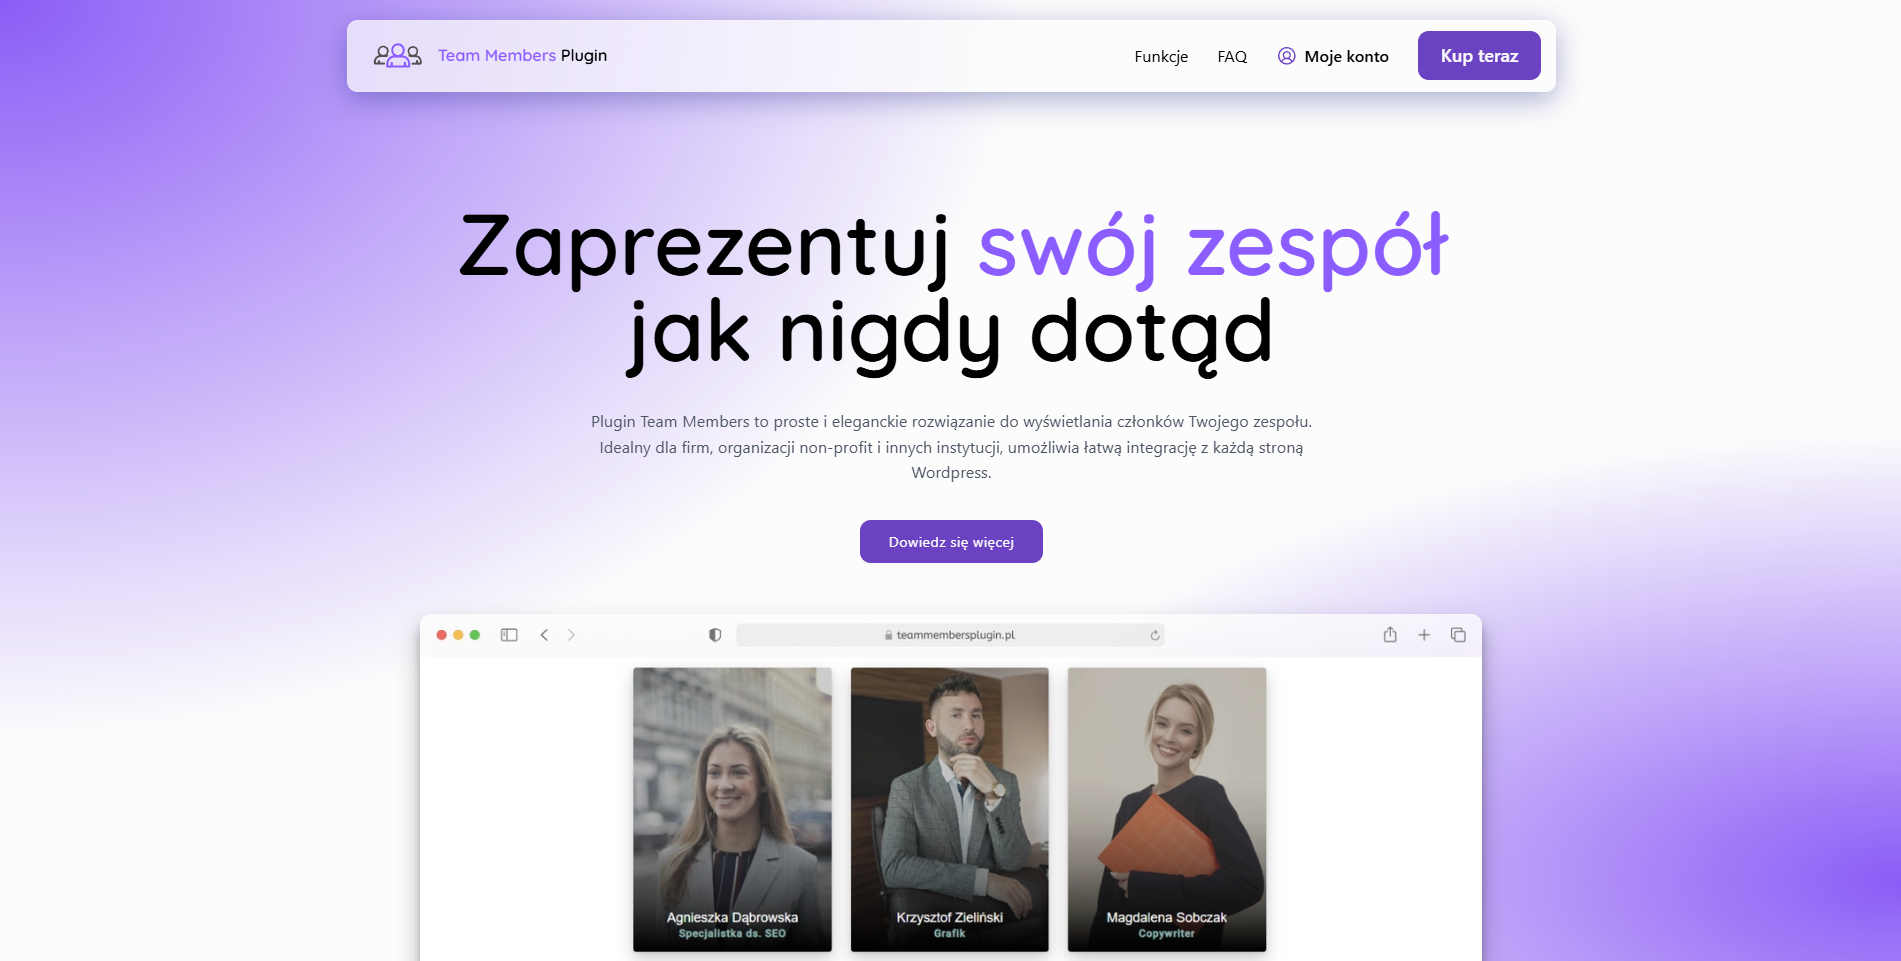 Team Members Plugin
Funkcje
FAQ
Moje konto
Kup teraz
Zaprezentuj swój zespół
jak nigdy dotąd
Plugin Team Members to proste i eleganckie rozwiązanie do wyświetlania członków Twojego zespołu.
Idealny dla firm, organizacji non-profit i innych instytucji, umożliwia łatwą integrację z każdą stroną
Wordpress.
Dowiedz się więcej
teammembersplugin.pl
Agnieszka Dąbrowska
Specjalistka ds. SEO
Krzysztof Zieliński
Grafik
Magdalena Sobczak
Copywriter